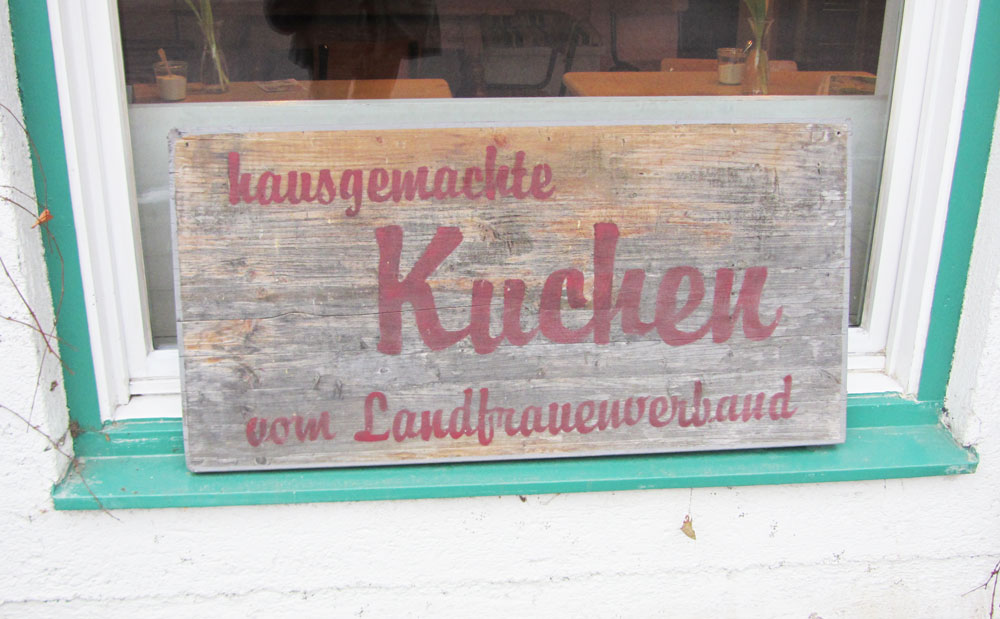 hausgemachte
Kuchen
vom Landfrauenverband